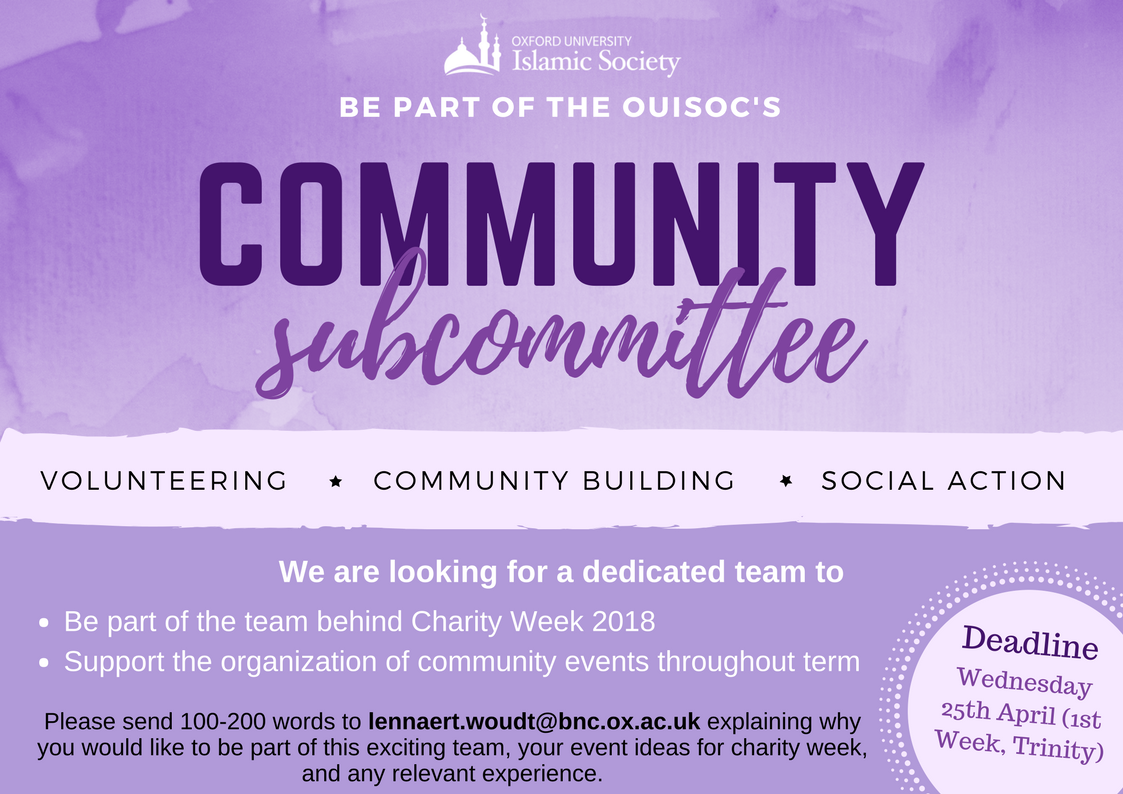 OXFORD UNIVERSITY
Islamic Society
BE PART OF THE OUISOC'S
COMMUNITY
subcommittee
VOLUNTEERING ★ COMMUNITY BUILDING ★ SOCIAL ACTION
We are looking for a dedicated team to
• Be part of the team behind Charity Week 2018
• Support the organization of community events throughout term
Please send 100-200 words to lennaert.woudt@bnc.ox.ac.uk explaining why
you would like to be part of this exciting team, your event ideas for charity week,
and any relevant experience.
Deadline
Wednesday
25th April (1st
Week, Trinity)